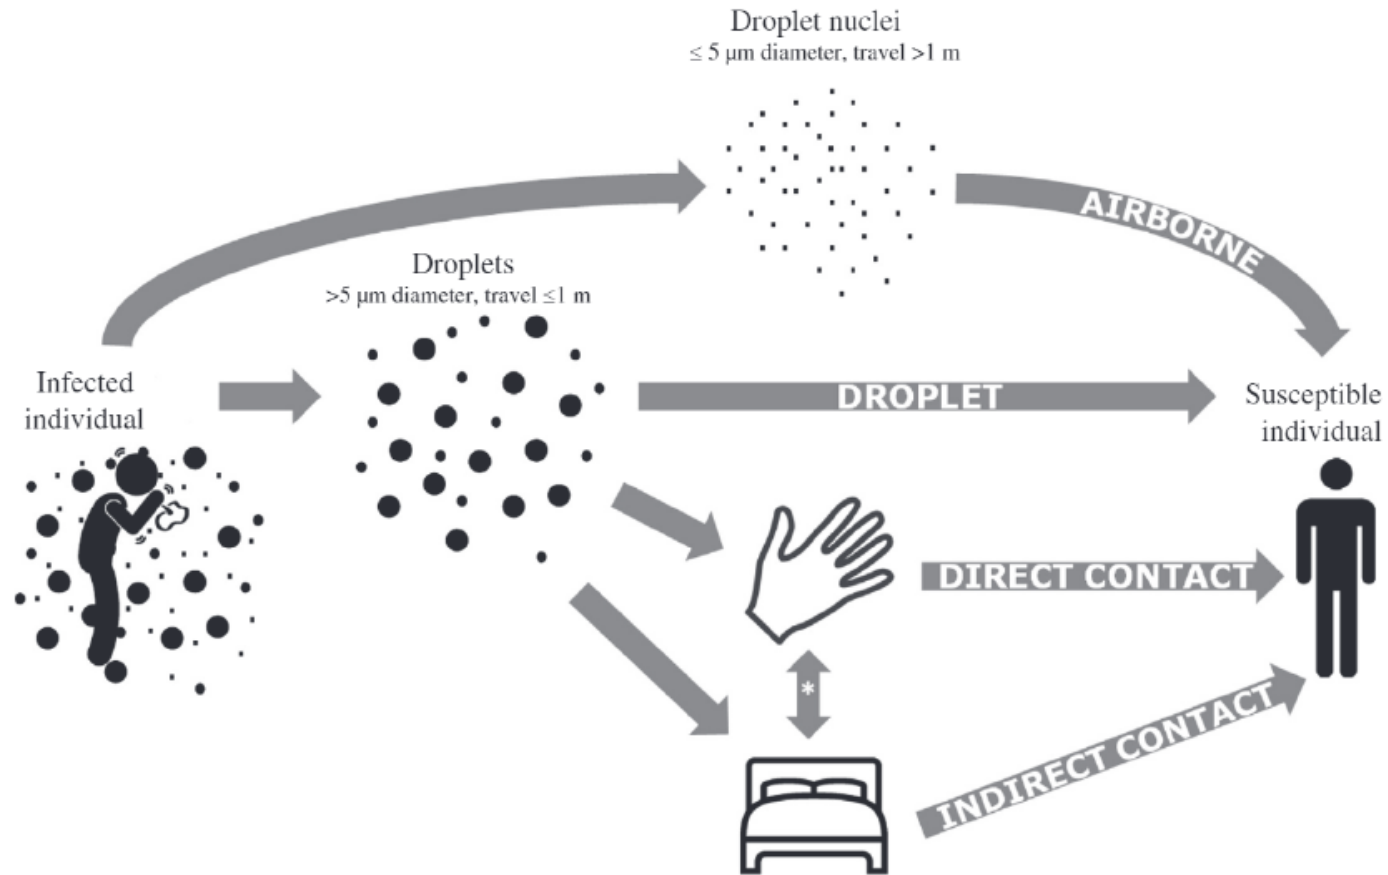 Droplet nuclei
≤ 5 µm diameter, travel >1 m
AIRBORNE
Droplets
>5 µm diameter, travel ≤1 m
Infected
individual
DROPLET
Susceptible
individual
DIRECT CONTACT
*
INDIRECT CONTACT